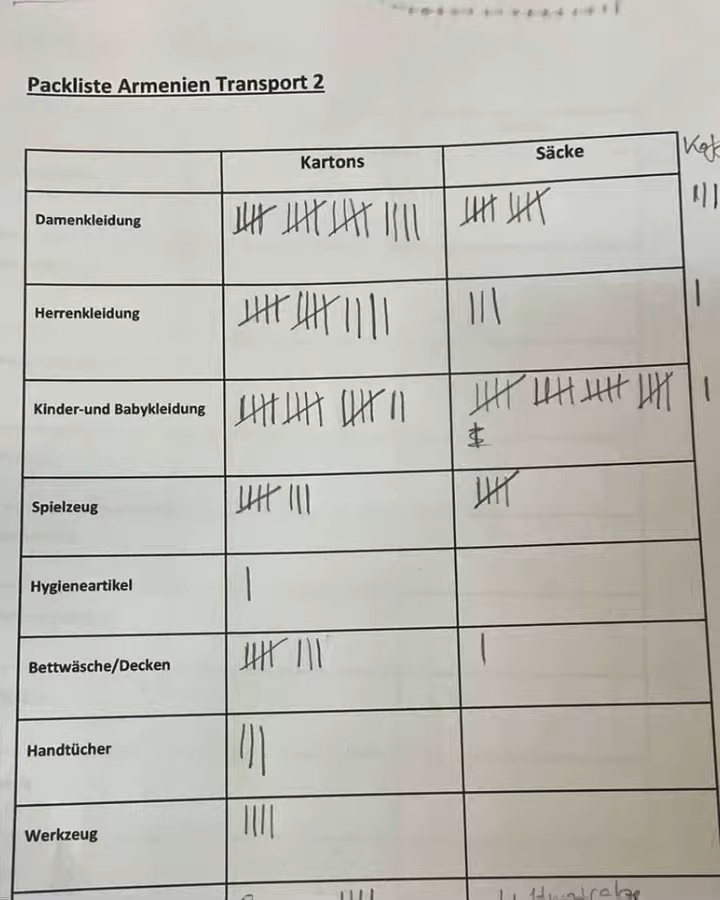 Packliste Armenien Transport 2
Kartons Säcke
Damenkleidung 𝍸 𝍸 𝍸 |||| 𝍸 𝍸 |||
Herrenkleidung 𝍸 𝍸 |||| ||| |
Kinder-und Babykleidung 𝍸 𝍸 𝍸 || 𝍸 𝍸 𝍸 𝍸 |
Spielzeug 𝍸 ||| 𝍸
Hygieneartikel |
Bettwäsche/Decken 𝍸 ||| |
Handtücher |||
Werkzeug ||||
||||